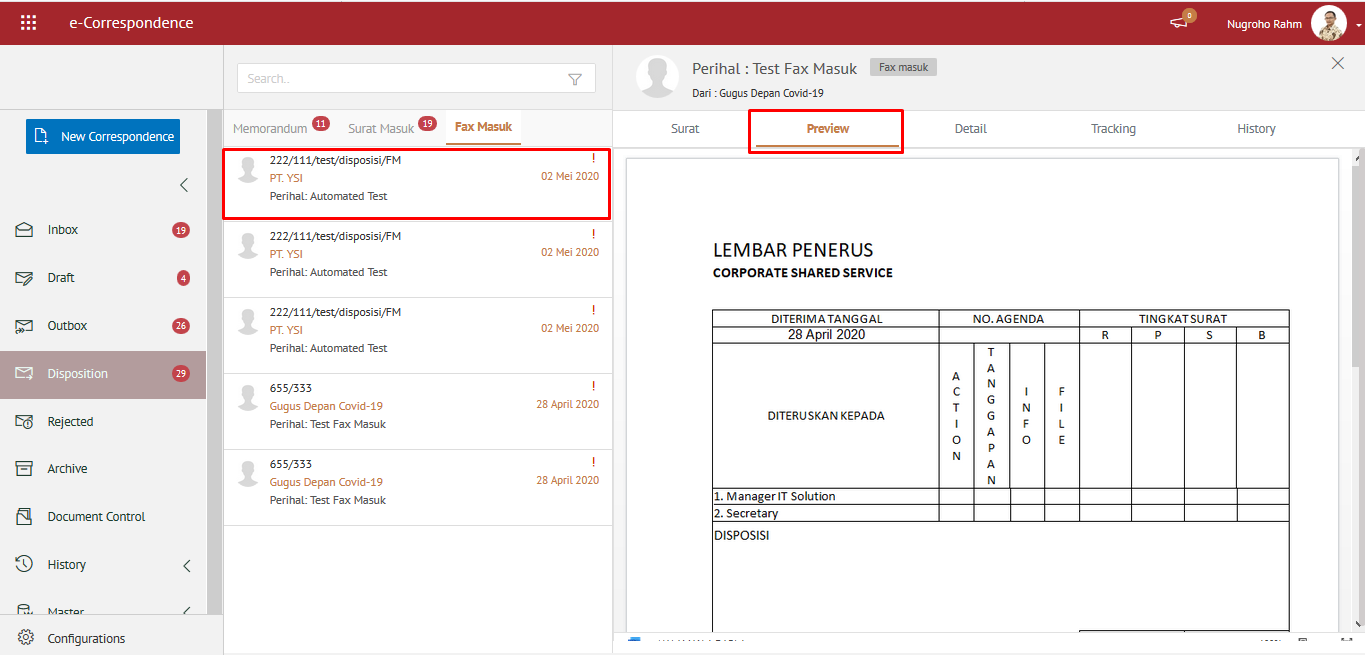 e-Correspondence
0
Nugroho Rahm
New Correspondence
Inbox 19
Draft 4
Outbox 26
Disposition 29
Rejected
Archive
Document Control
History
Master
Configurations
Search..
Memorandum 11 Surat Masuk 19 Fax Masuk
222/111/test/disposisi/FM !
PT. YSI 02 Mei 2020
Perihal: Automated Test
222/111/test/disposisi/FM !
PT. YSI 02 Mei 2020
Perihal: Automated Test
222/111/test/disposisi/FM !
PT. YSI 02 Mei 2020
Perihal: Automated Test
655/333 !
Gugus Depan Covid-19 28 April 2020
Perihal: Test Fax Masuk
655/333 !
Gugus Depan Covid-19 28 April 2020
Perihal: Test Fax Masuk
Perihal : Test Fax Masuk Fax masuk
Dari : Gugus Depan Covid-19
Surat Preview Detail Tracking History
LEMBAR PENERUS
CORPORATE SHARED SERVICE
DITERIMA TANGGAL NO. AGENDA TINGKAT SURAT
28 April 2020 R P S B
DITERUSKAN KEPADA ACTION TANGGAPAN INFO FILE
1. Manager IT Solution
2. Secretary
DISPOSISI